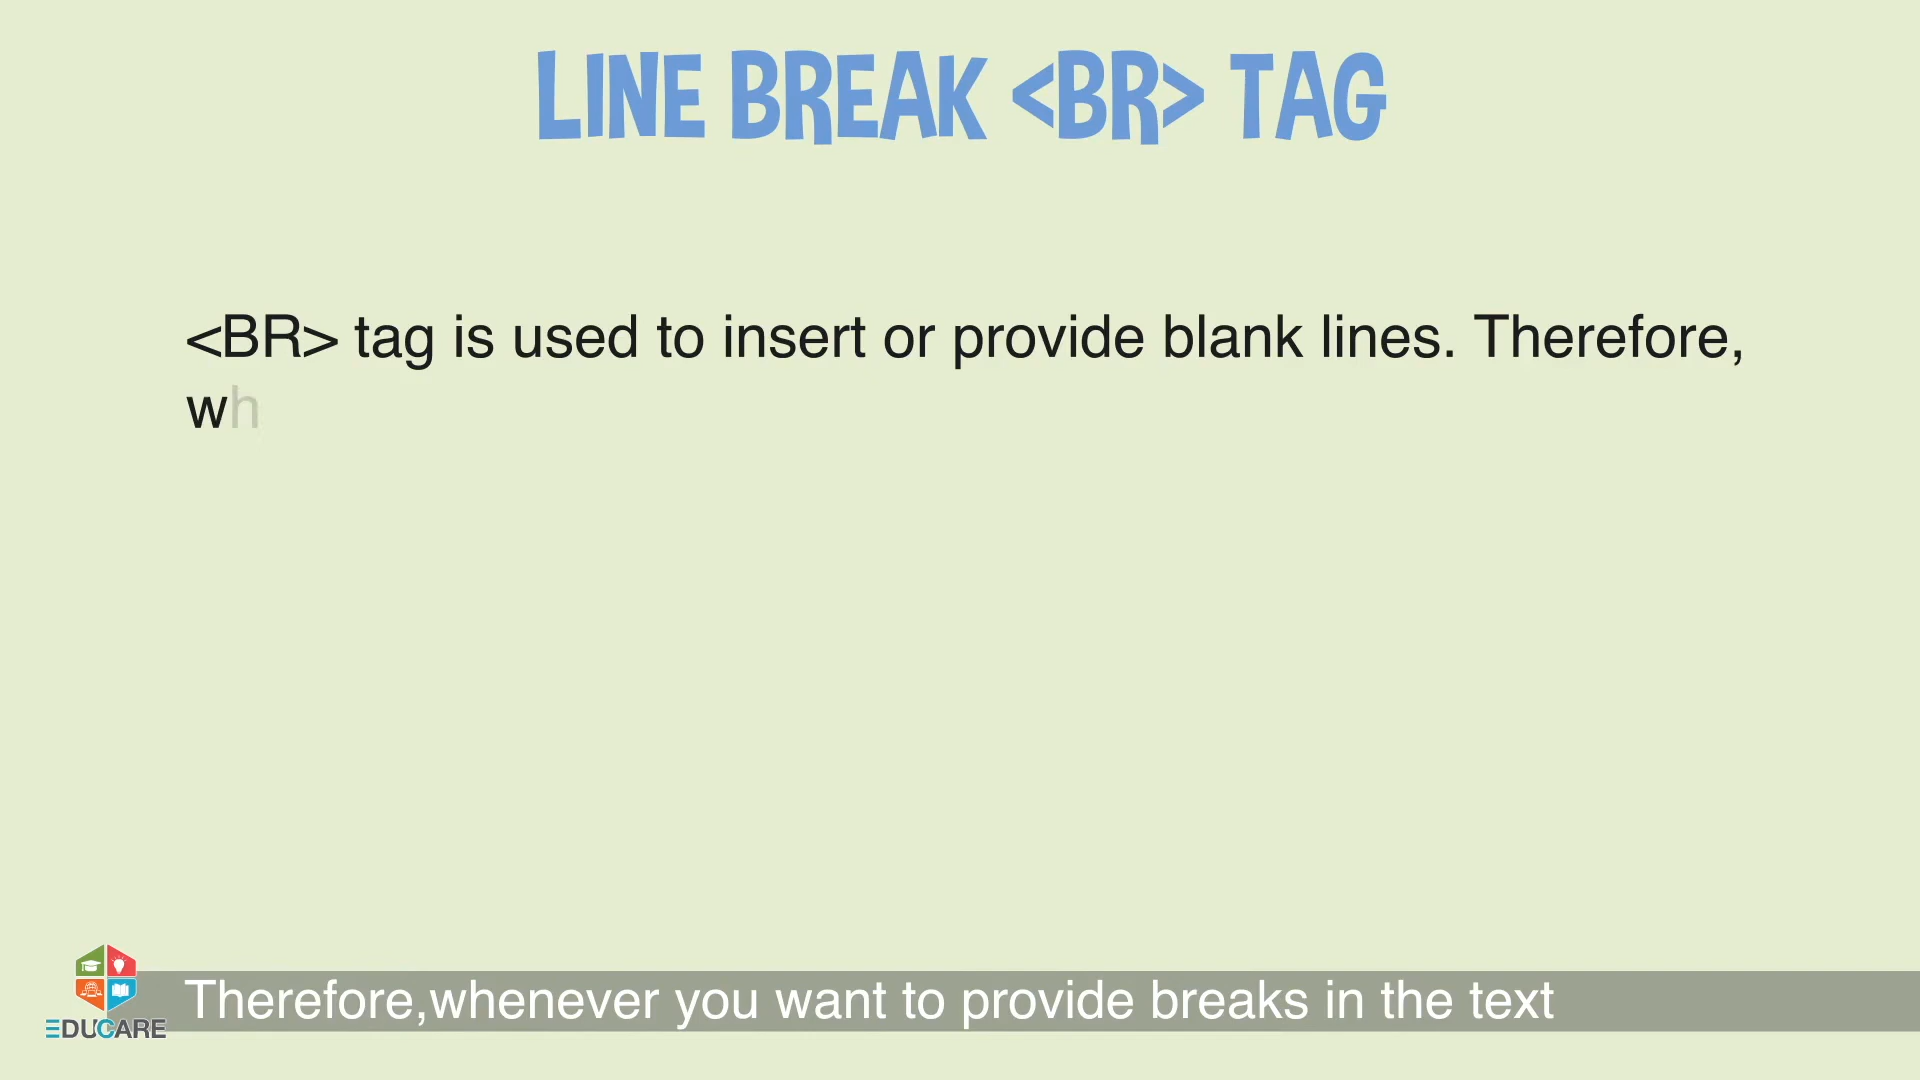 LINE BREAK <BR> TAG
<BR> tag is used to insert or provide blank lines. Therefore,
wh
Therefore,whenever you want to provide breaks in the text
EDUCARE